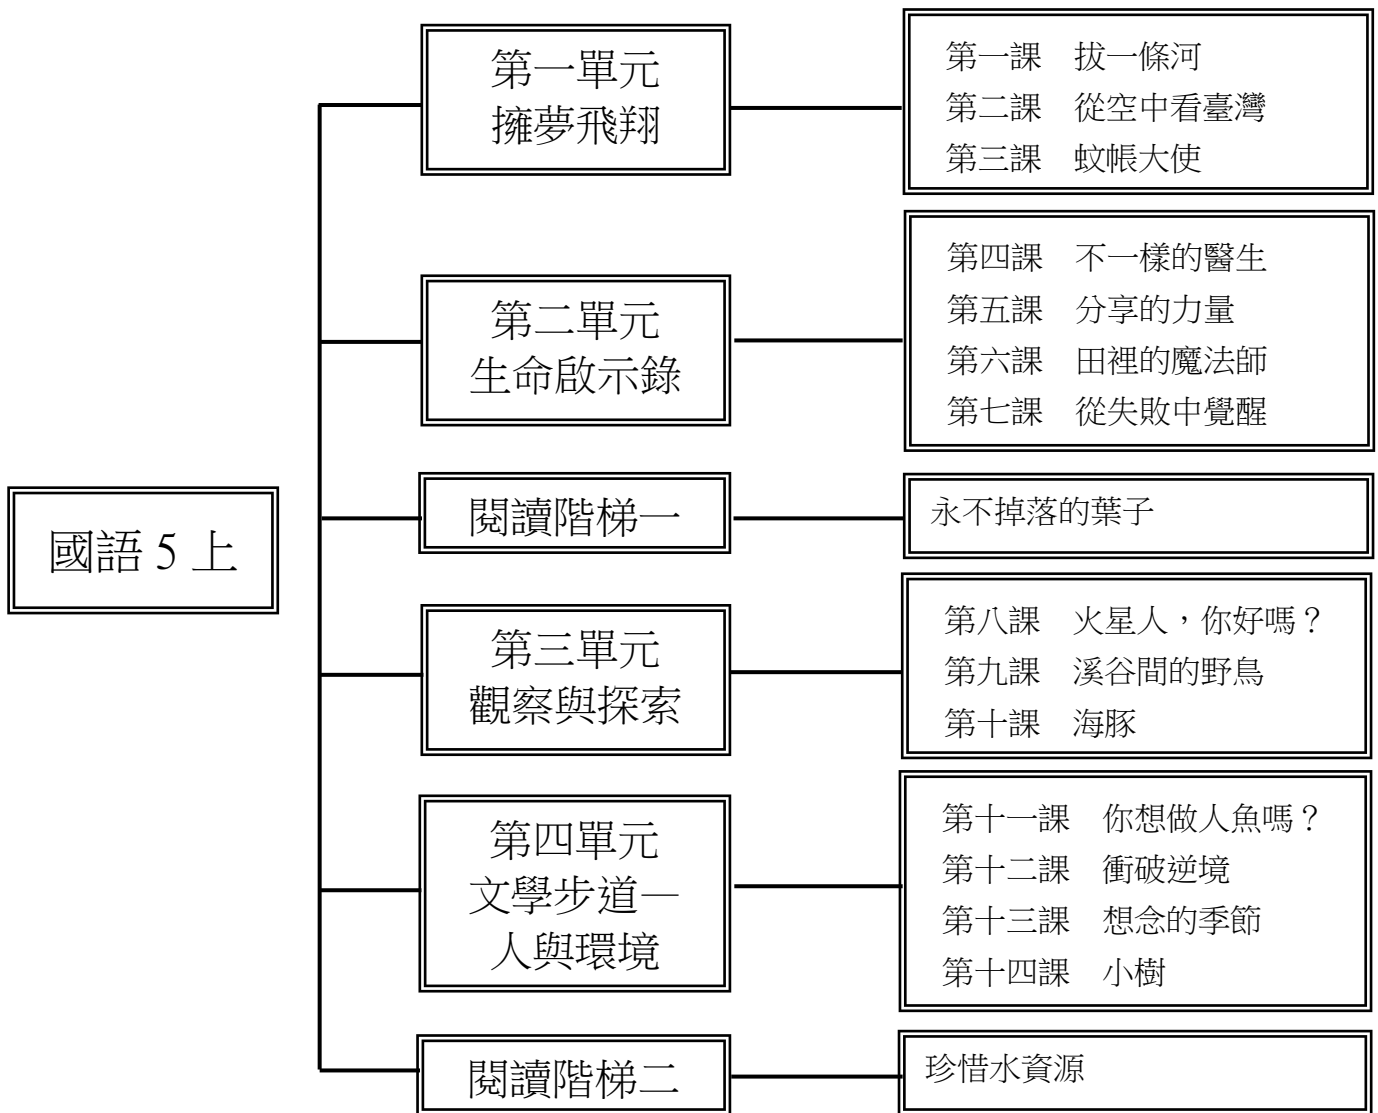 國語 5 上
第一單元
擁夢飛翔
第一課 拔一條河
第二課 從空中看臺灣
第三課 蚊帳大使
第二單元
生命啟示錄
第四課 不一樣的醫生
第五課 分享的力量
第六課 田裡的魔法師
第七課 從失敗中覺醒
閱讀階梯一
永不掉落的葉子
第三單元
觀察與探索
第八課 火星人，你好嗎？
第九課 溪谷間的野鳥
第十課 海豚
第四單元
文學步道—
人與環境
第十一課 你想做人魚嗎？
第十二課 衝破逆境
第十三課 想念的季節
第十四課 小樹
閱讀階梯二
珍惜水資源